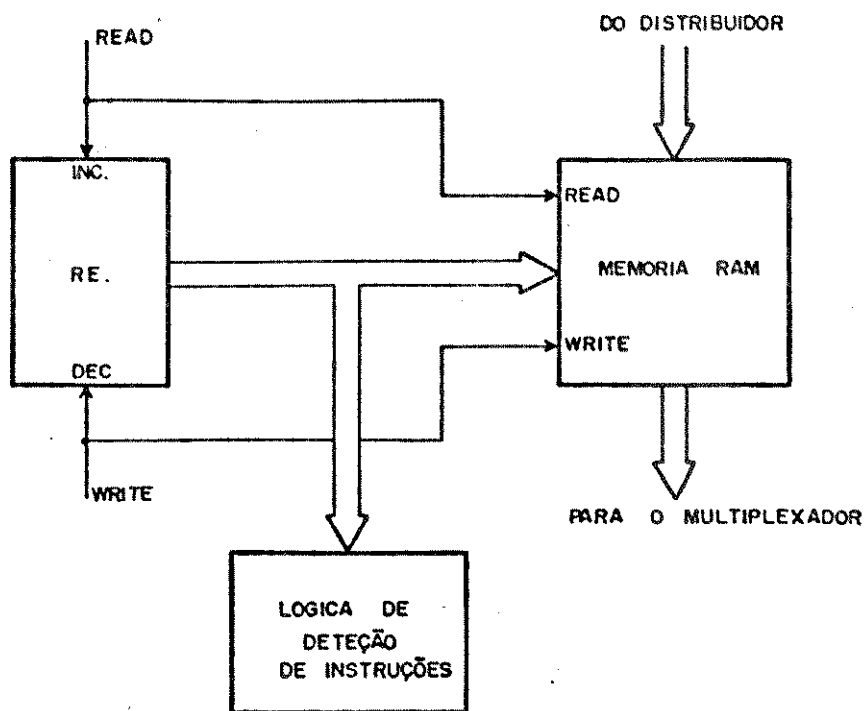 READ
DO DISTRIBUIDOR
INC.
READ
RE.
MEMORIA RAM
WRITE
DEC
WRITE
PARA O MULTIPLEXADOR
LOGICA DE
DETEÇÃO
DE INSTRUÇÕES